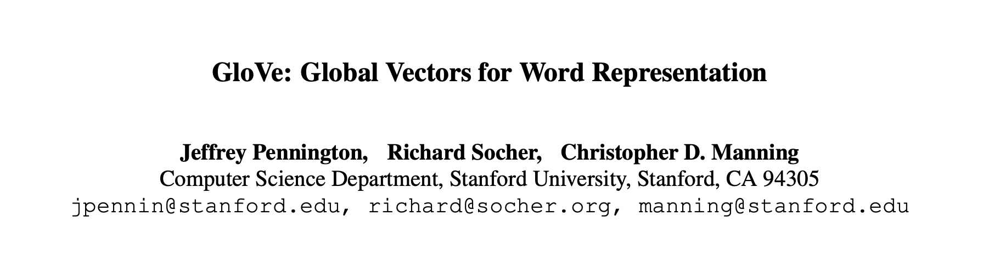 GloVe: Global Vectors for Word Representation
Jeffrey Pennington, Richard Socher, Christopher D. Manning
Computer Science Department, Stanford University, Stanford, CA 94305
jpennin@stanford.edu, richard@socher.org, manning@stanford.edu